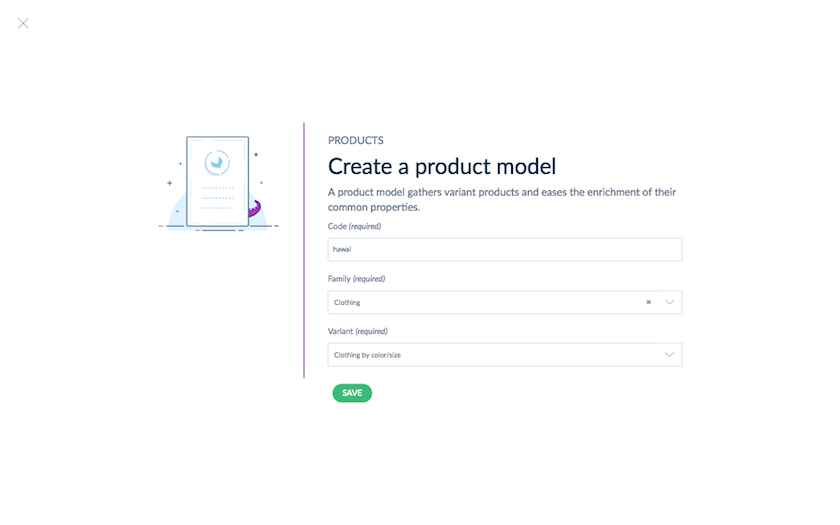 PRODUCTS
Create a product model
A product model gathers variant products and eases the enrichment of their
common properties.
Code (required)
hawai
Family (required)
Clothing
Variant (required)
Clothing by color/size
SAVE